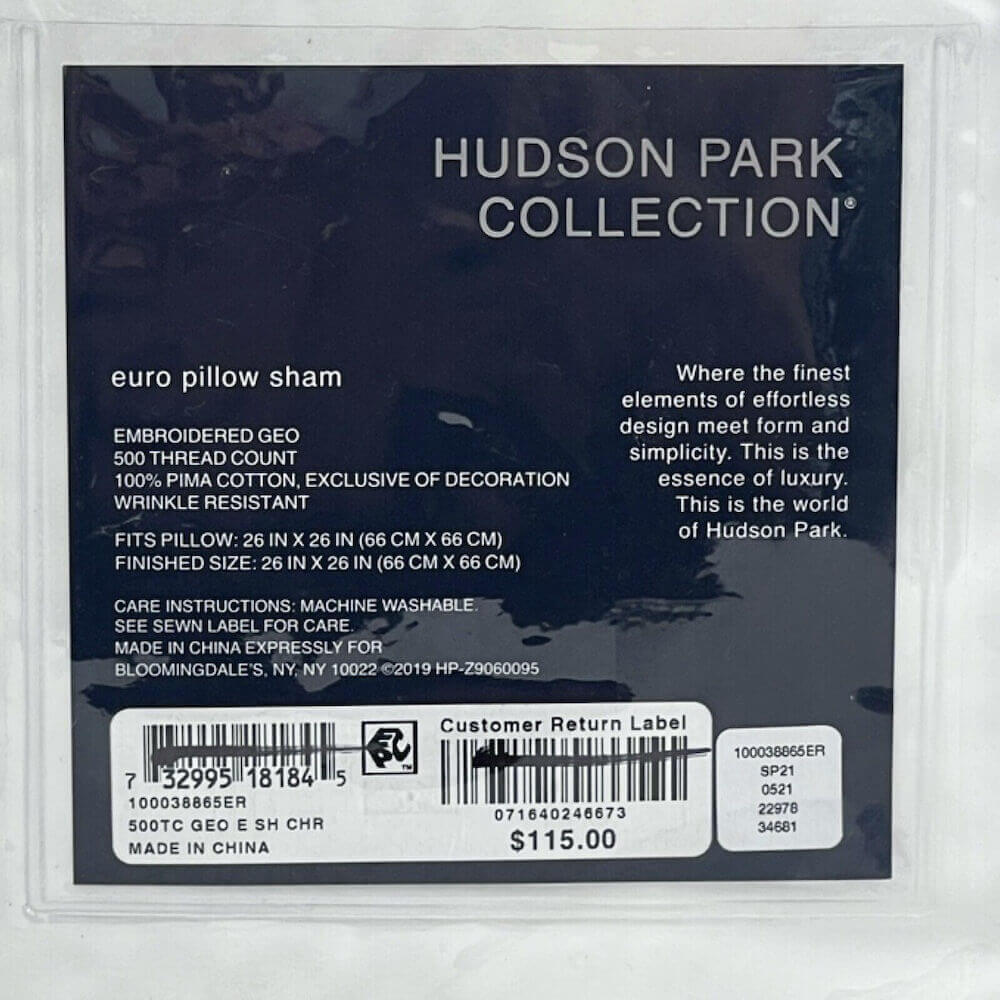 HUDSON PARK
COLLECTION®
euro pillow sham
EMBROIDERED GEO
500 THREAD COUNT
100% PIMA COTTON, EXCLUSIVE OF DECORATION
WRINKLE RESISTANT
FITS PILLOW: 26 IN X 26 IN (66 CM X 66 CM)
FINISHED SIZE: 26 IN X 26 IN (66 CM X 66 CM)
CARE INSTRUCTIONS: MACHINE WASHABLE.
SEE SEWN LABEL FOR CARE.
MADE IN CHINA EXPRESSLY FOR
BLOOMINGDALE'S, NY, NY 10022 ©2019 HP-Z9060095
Where the finest
elements of effortless
design meet form and
simplicity. This is the
essence of luxury.
This is the world
of Hudson Park.
7 32995 18184 5
100038865ER
500TC GEO E SH CHR
MADE IN CHINA
EPC™
Customer Return Label
071640246673
$115.00
100038865ER
SP21
0521
22978
34681